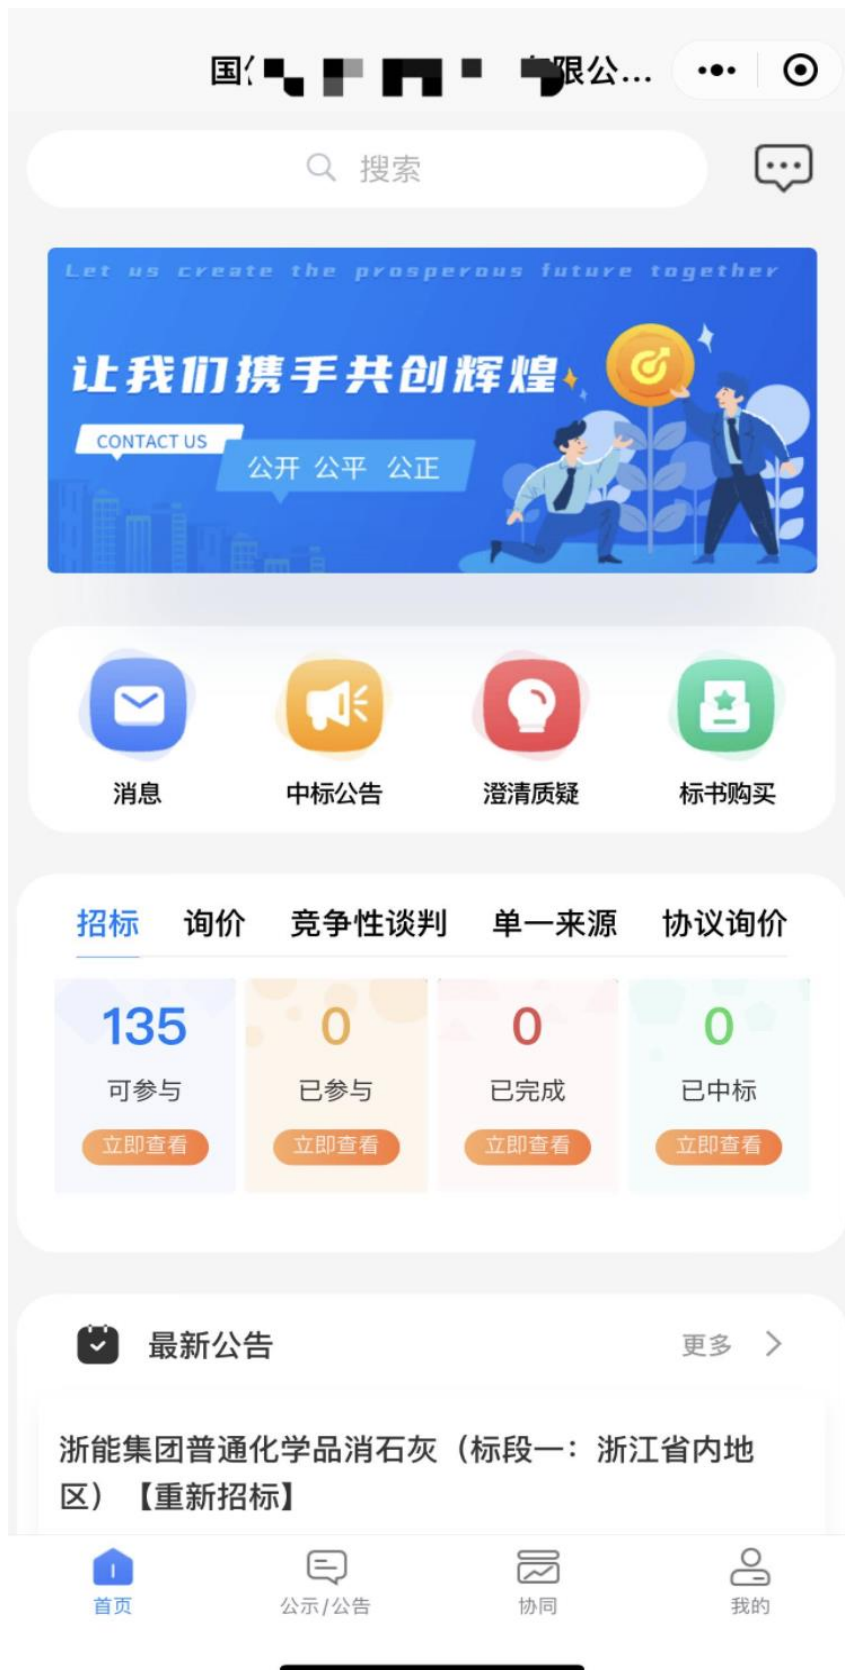 国
限公...
搜索
Let us create the prosperous future together
让我们携手共创辉煌
CONTACT US
公开 公平 公正
消息
中标公告
澄清质疑
标书购买
招标 询价 竞争性谈判 单一来源 协议询价
135
0
0
0
可参与
已参与
已完成
已中标
立即查看
立即查看
立即查看
立即查看
最新公告
更多
浙能集团普通化学品消石灰（标段一：浙江省内地
区）【重新招标】
首页
公示/公告
协同
我的